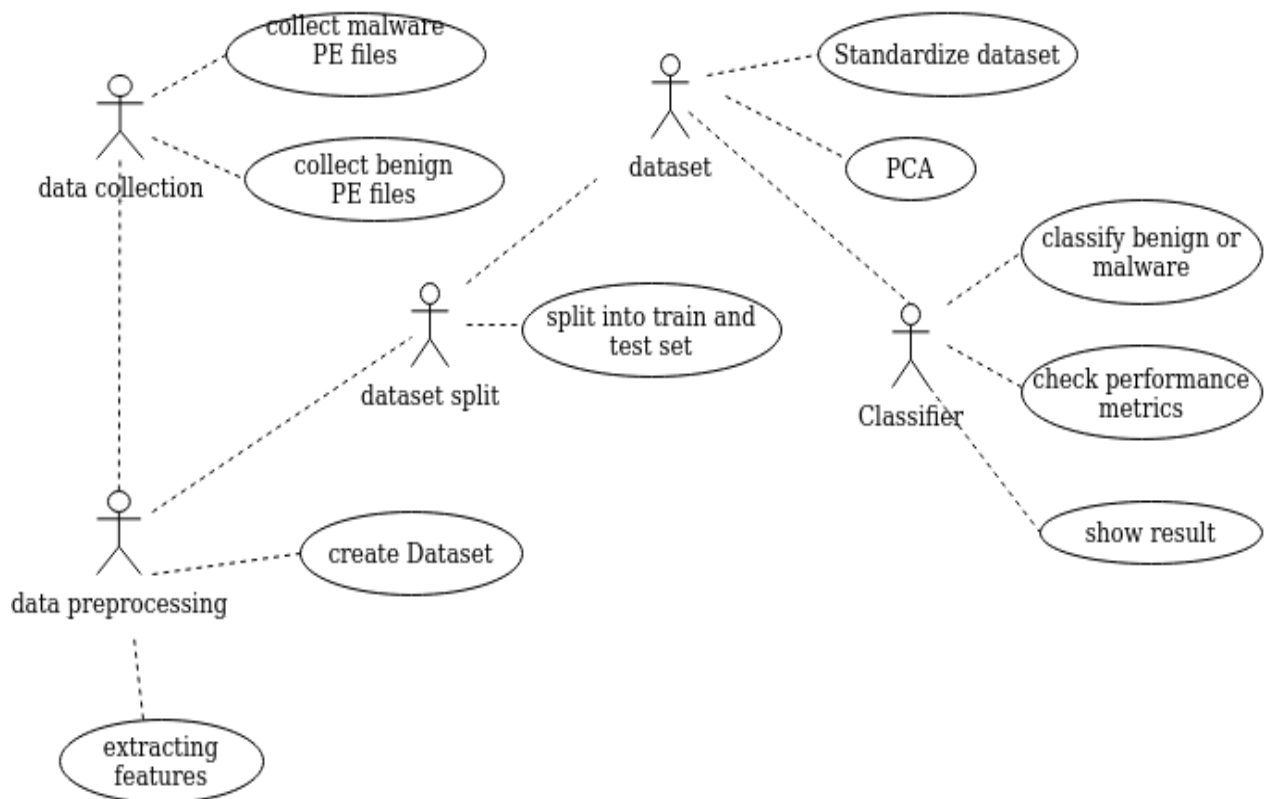 collect malware
PE files
Standardize dataset
data collection
collect benign
PE files
dataset
PCA
classify benign or
malware
split into train and
test set
dataset split
check performance
metrics
Classifier
show result
create Dataset
data preprocessing
extracting
features